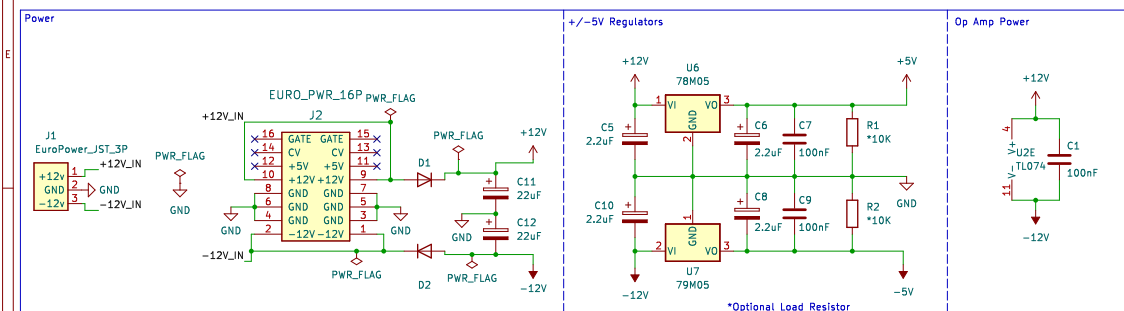 Power
+/-5V Regulators
Op Amp Power
E
J1
EuroPower_JST_3P
+12v 1
GND 2
-12v 3
+12V_IN
GND
-12V_IN
PWR_FLAG
GND
EURO_PWR_16P
J2
PWR_FLAG
+12V_IN
16 GATE GATE 15
14 CV CV 13
12 +5V +5V 11
10 +12V +12V 9
8 GND GND 7
6 GND GND 5
4 GND GND 3
2 -12V -12V 1
GND
GND
-12V_IN
PWR_FLAG
D1
PWR_FLAG
+12V
C11
22uF
GND
C12
22uF
D2
PWR_FLAG
-12V
+12V
U6
78M05
1 VI VO 3
GND
2
+5V
C5
2.2uF
C6
2.2uF
C7
100nF
R1
*10K
GND
C10
2.2uF
C8
2.2uF
C9
100nF
R2
*10K
1
GND
2 VI VO 3
U7
79M05
-12V
-5V
*Optional Load Resistor
+12V
4
V+
U2E
TL074
V-
11
C1
100nF
-12V